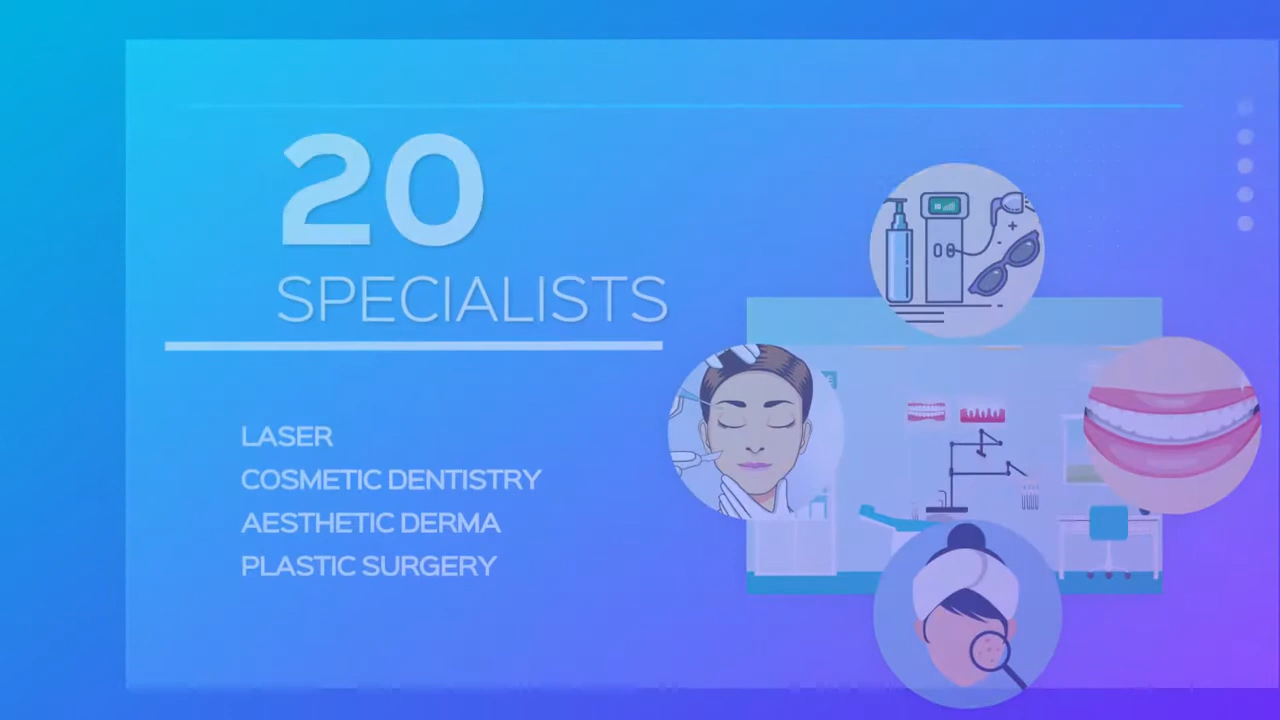 20
SPECIALISTS
LASER
COSMETIC DENTISTRY
AESTHETIC DERMA
PLASTIC SURGERY